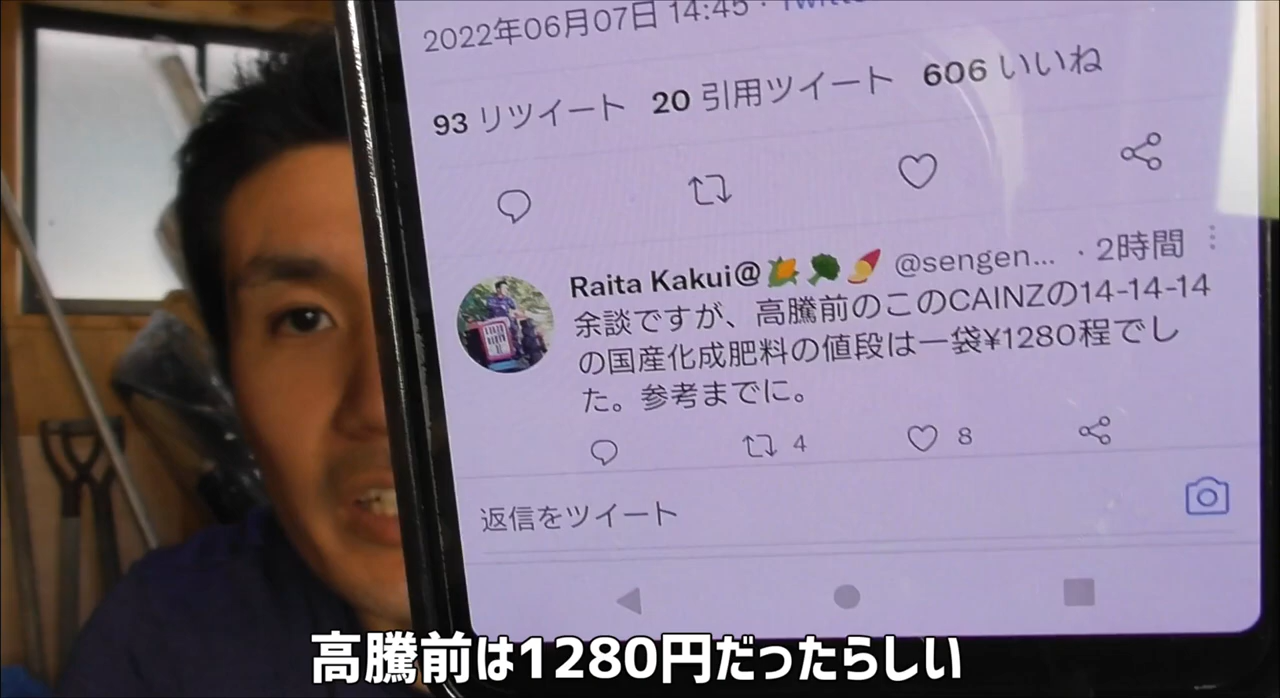 2022年06月07日 14:45 · Twitte
93 リツイート 20 引用ツイート 606 いいね
Raita Kakui@🌽🥦🍠 @sengen... · 2時間
余談ですが、高騰前のこのCAINZの14-14-14
の国産化成肥料の値段は一袋¥1280程でし
た。参考までに。
4 8
返信をツイート
高騰前は1280円だったらしい